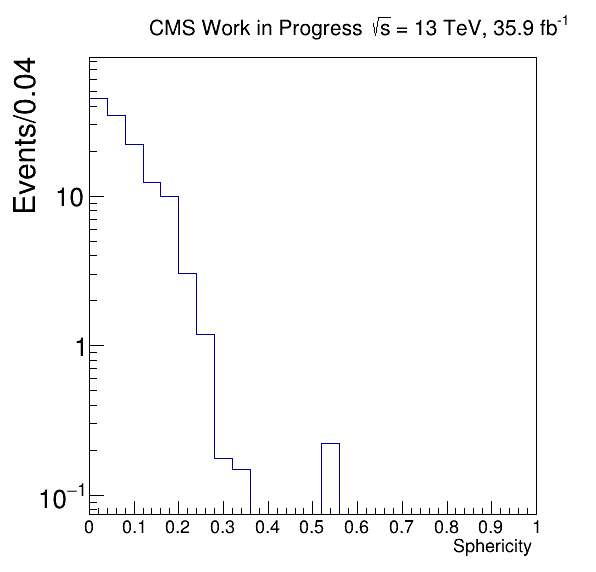 CMS Work in Progress √s = 13 TeV, 35.9 fb⁻¹
Events/0.04
10
1
10⁻¹
0 0.1 0.2 0.3 0.4 0.5 0.6 0.7 0.8 0.9 1
Sphericity